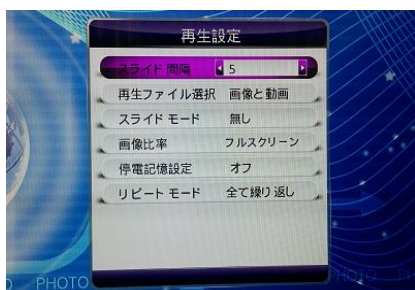 再生設定
スライド 間隔 5
再生ファイル選択 画像と動画
スライド モード 無し
画像比率 フルスクリーン
停電記憶設定 オフ
リピート モード 全て繰り返し
PHOTO